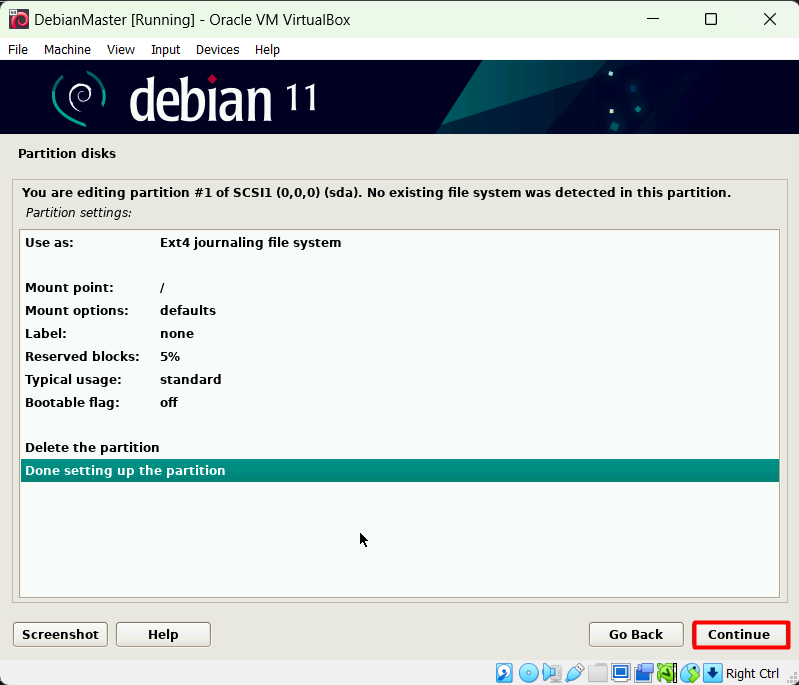 DebianMaster [Running] - Oracle VM VirtualBox
File Machine View Input Devices Help
debian 11
Partition disks
You are editing partition #1 of SCSI1 (0,0,0) (sda). No existing file system was detected in this partition.
Partition settings:
Use as: Ext4 journaling file system
Mount point: /
Mount options: defaults
Label: none
Reserved blocks: 5%
Typical usage: standard
Bootable flag: off
Delete the partition
Done setting up the partition
Screenshot Help Go Back Continue
Right Ctrl